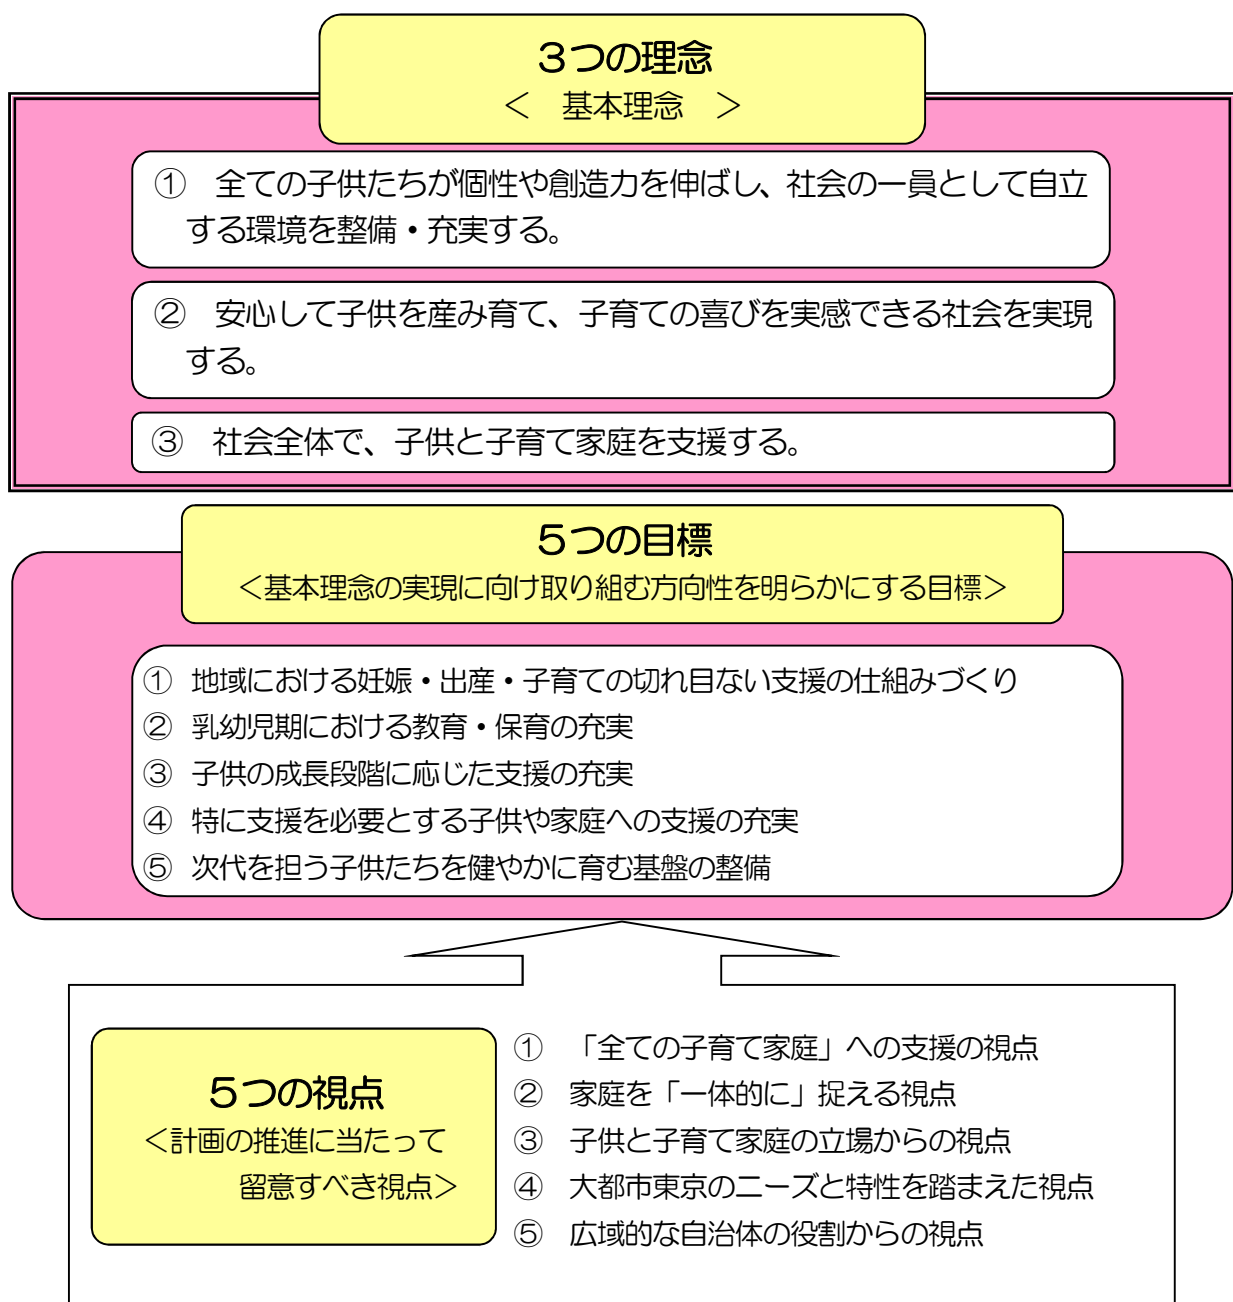 ３つの理念
＜　基本理念　＞
①　全ての子供たちが個性や創造力を伸ばし、社会の一員として自立
する環境を整備・充実する。
②　安心して子供を産み育て、子育ての喜びを実感できる社会を実現
する。
③　社会全体で、子供と子育て家庭を支援する。
５つの目標
＜基本理念の実現に向け取り組む方向性を明らかにする目標＞
①　地域における妊娠・出産・子育ての切れ目ない支援の仕組みづくり
②　乳幼児期における教育・保育の充実
③　子供の成長段階に応じた支援の充実
④　特に支援を必要とする子供や家庭への支援の充実
⑤　次代を担う子供たちを健やかに育む基盤の整備
５つの視点
＜計画の推進に当たって
留意すべき視点＞
①　「全ての子育て家庭」への支援の視点
②　家庭を「一体的に」捉える視点
③　子供と子育て家庭の立場からの視点
④　大都市東京のニーズと特性を踏まえた視点
⑤　広域的な自治体の役割からの視点